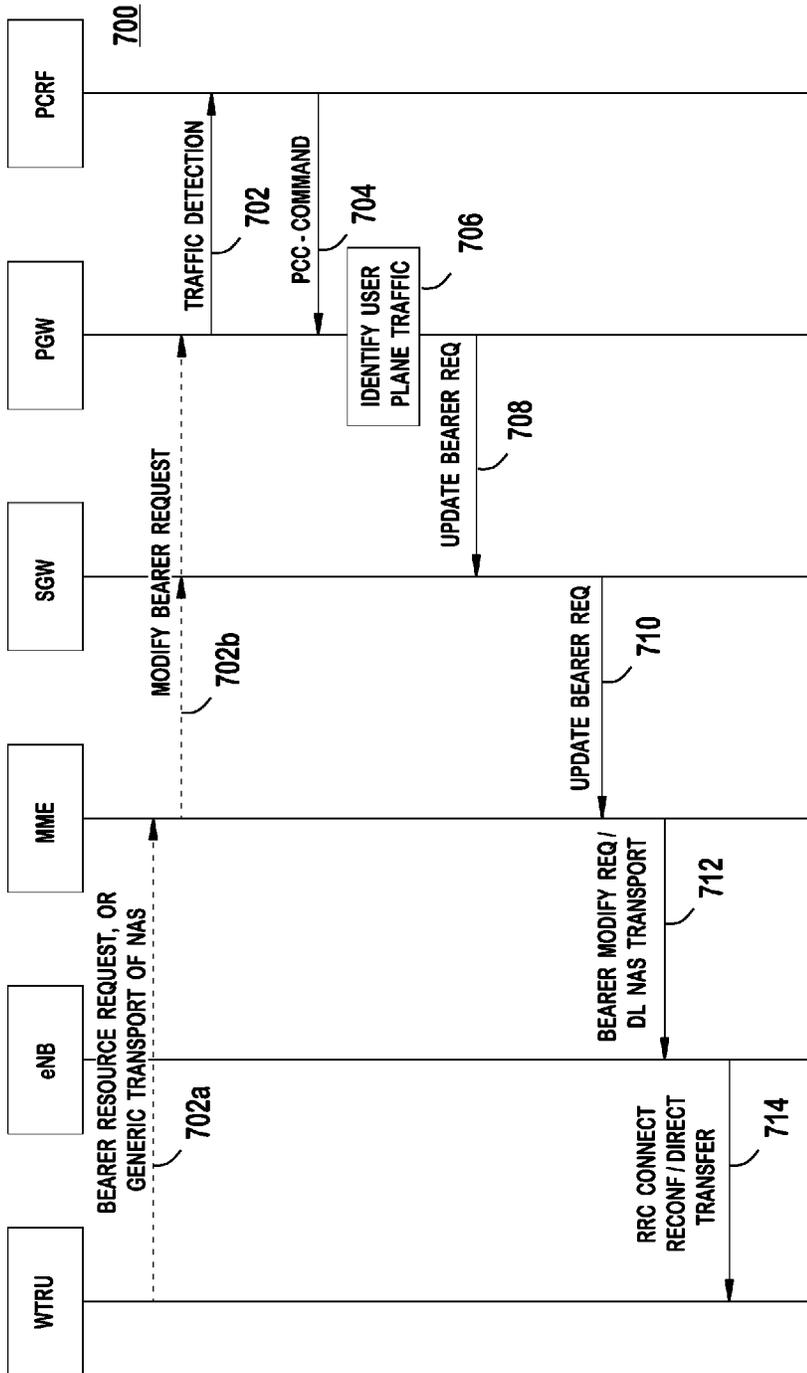 700
WTRU
eNB
MME
SGW
PGW
PCRF
BEARER RESOURCE REQUEST, OR
GENERIC TRANSPORT OF NAS
702a
MODIFY BEARER REQUEST
702b
TRAFFIC DETECTION
702
PCC-COMMAND
704
IDENTIFY USER
PLANE TRAFFIC
706
UPDATE BEARER REQ
708
UPDATE BEARER REQ
710
BEARER MODIFY REQ/
DL NAS TRANSPORT
712
RRC CONNECT
RECONF/DIRECT
TRANSFER
714